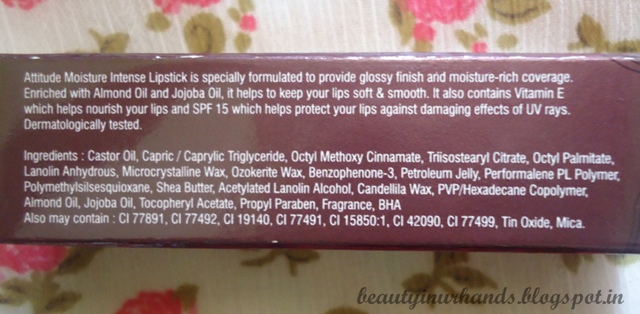 Attitude Moisture Intense Lipstick is specially formulated to provide glossy finish and moisture-rich coverage.
Enriched with Almond Oil and Jojoba Oil, it helps to keep your lips soft & smooth. It also contains Vitamin E
which helps nourish your lips and SPF 15 which helps protect your lips against damaging effects of UV rays.
Dermatologically tested.
Ingredients : Castor Oil, Capric / Caprylic Triglyceride, Octyl Methoxy Cinnamate, Triisostearyl Citrate, Octyl Palmitate,
Lanolin Anhydrous, Microcrystalline Wax, Ozokerite Wax, Benzophenone-3, Petroleum Jelly, Performalene PL Polymer,
Polymethylsilsesquioxane, Shea Butter, Acetylated Lanolin Alcohol, Candellila Wax, PVP/Hexadecane Copolymer,
Almond Oil, Jojoba Oil, Tocopheryl Acetate, Propyl Paraben, Fragrance, BHA
Also may contain : CI 77891, CI 77492, CI 19140, CI 77491, CI 15850:1, CI 42090, CI 77499, Tin Oxide, Mica.
beautyinurhands.blogspot.in